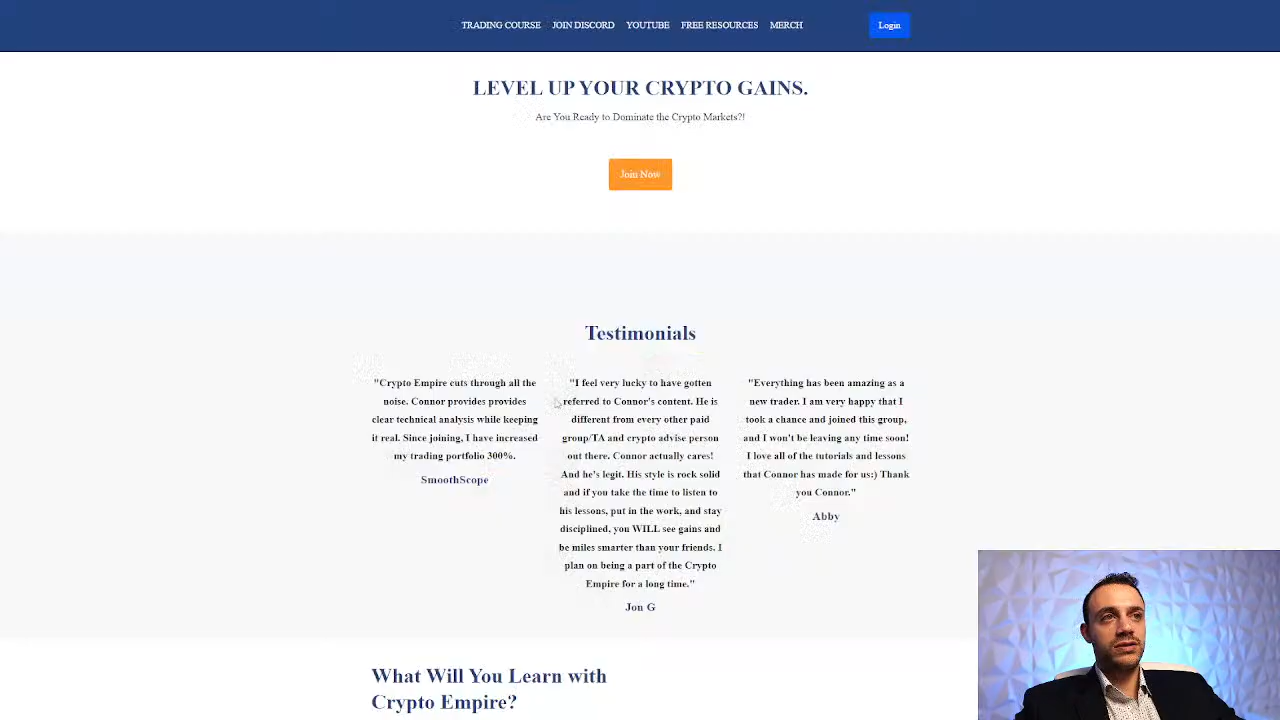 TRADING COURSE JOIN DISCORD YOUTUBE FREE RESOURCES MERCH Login
LEVEL UP YOUR CRYPTO GAINS.
Are You Ready to Dominate the Crypto Markets?!
Join Now
Testimonials
"Crypto Empire cuts through all the
noise. Connor provides provides
clear technical analysis while keeping
it real. Since joining, I have increased
my trading portfolio 300%.
SmoothScope
"I feel very lucky to have gotten
referred to Connor's content. He is
different from every other paid
group/TA and crypto advise person
out there. Connor actually cares!
And he's legit. His style is rock solid
and if you take the time to listen to
his lessons, put in the work, and stay
disciplined, you WILL see gains and
be miles smarter than your friends. I
plan on being a part of the Crypto
Empire for a long time."
Jon G
"Everything has been amazing as a
new trader. I am very happy that I
took a chance and joined this group,
and I won't be leaving any time soon!
I love all of the tutorials and lessons
that Connor has made for us:) Thank
you Connor."
Abby
What Will You Learn with
Crypto Empire?